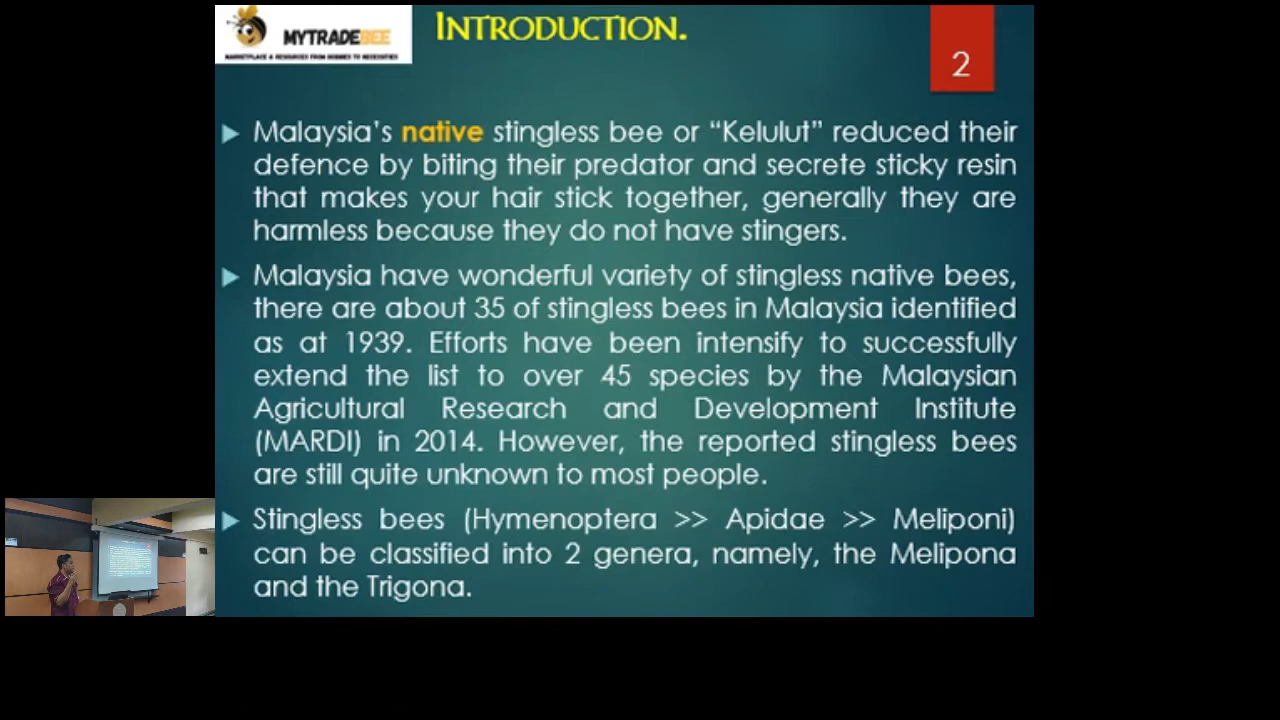 MYTRADEBEE
MARKETPLACE & RESOURCES FROM HOBBIES TO NECESSITIES
INTRODUCTION.
2
Malaysia's native stingless bee or “Kelulut” reduced their
defence by biting their predator and secrete sticky resin
that makes your hair stick together, generally they are
harmless because they do not have stingers.
Malaysia have wonderful variety of stingless native bees,
there are about 35 of stingless bees in Malaysia identified
as at 1939. Efforts have been intensify to successfully
extend the list to over 45 species by the Malaysian
Agricultural Research and Development Institute
(MARDI) in 2014. However, the reported stingless bees
are still quite unknown to most people.
Stingless bees (Hymenoptera >> Apidae >> Meliponi)
can be classified into 2 genera, namely, the Melipona
and the Trigona.